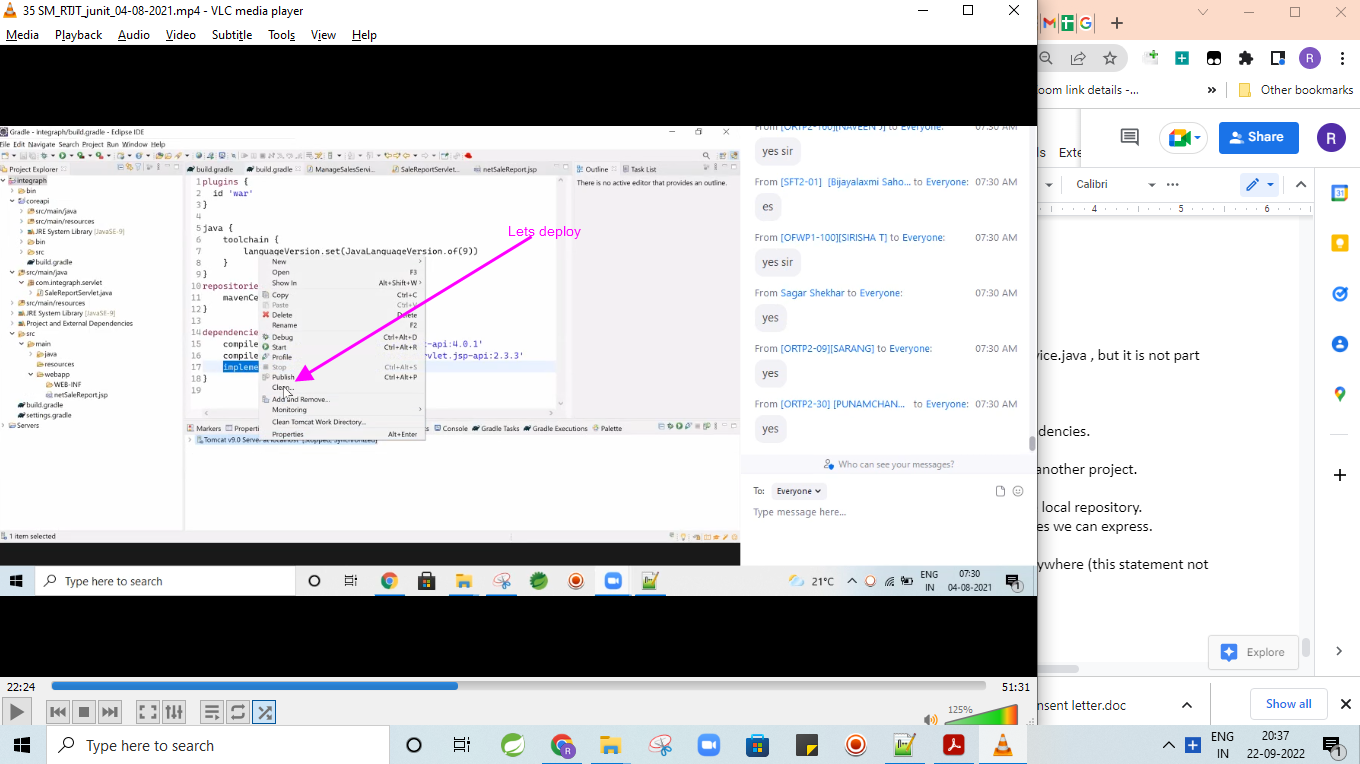 35 SM_RTJT_junit_04-08-2021.mp4 - VLC media player
Media Playback Audio Video Subtitle Tools View Help
Gradle - integraph/build.gradle - Eclipse IDE
File Edit Navigate Search Project Run Window Help
Project Explorer
integraph
bin
coreapi
src/main/java
src/main/resources
JRE System Library [JavaSE-9]
bin
src
build.gradle
src/main/java
com.integraph.servlet
SaleReportServlet.java
src/main/resources
JRE System Library [JavaSE-9]
Project and External Dependencies
src
main
java
resources
webapp
WEB-INF
netSaleReport.jsp
build.gradle
settings.gradle
Servers
build.gradle build.gradle ManageSalesServi... SaleReportServlet... netSaleReport.jsp
1 plugins {
2 id 'war'
3 }
4
5 java {
6 toolchain {
7 languageVersion.set(JavaLanguageVersion.of(9))
8 }
9 }
10 repositories
11 mavenCe
12 }
13
14 dependencie
15 compile t-api:4.0.1'
16 compile rvlet.jsp-api:2.3.3'
17 impleme
18 }
19
Lets deploy
New
Open F3
Show In Alt+Shift+W
Copy Ctrl+C
Paste Ctrl+V
Delete Delete
Rename F2
Debug Ctrl+Alt+D
Start Ctrl+Alt+R
Profile
Stop Ctrl+Alt+S
Publish Ctrl+Alt+P
Clean...
Add and Remove...
Monitoring
Clean Tomcat Work Directory...
Properties Alt+Enter
Outline Task List
There is no active editor that provides an outline.
Markers Properti Console Gradle Tasks Gradle Executions Palette
Tomcat v9.0 Server at localhost [Stopped, Synchronized]
1 item selected
From [ORTP2-160][NAVEEN J] to Everyone: 07:30 AM
yes sir
From [SFT2-01] [Bijayalaxmi Saho... to Everyone: 07:30 AM
es
From [OFWP1-100][SIRISHA T] to Everyone: 07:30 AM
yes sir
From Sagar Shekhar to Everyone: 07:30 AM
yes
From [ORTP2-09][SARANG] to Everyone: 07:30 AM
yes
From [ORTP2-30] [PUNAMCHAN... to Everyone: 07:30 AM
yes
Who can see your messages?
To: Everyone
Type message here...
Type here to search
21°C
ENG
IN
07:30
04-08-2021
1
22:24
51:31
125%
oom link details -...
»
Other bookmarks
R
Share
R
ls Exte
Calibri
4 5 6
31
vice.java , but it is not part
dencies.
another project.
local repository.
es we can express.
ywhere (this statement not
Explore
nsent letter.doc
Show all
Type here to search
R
ENG
IN
20:37
22-09-2022
1